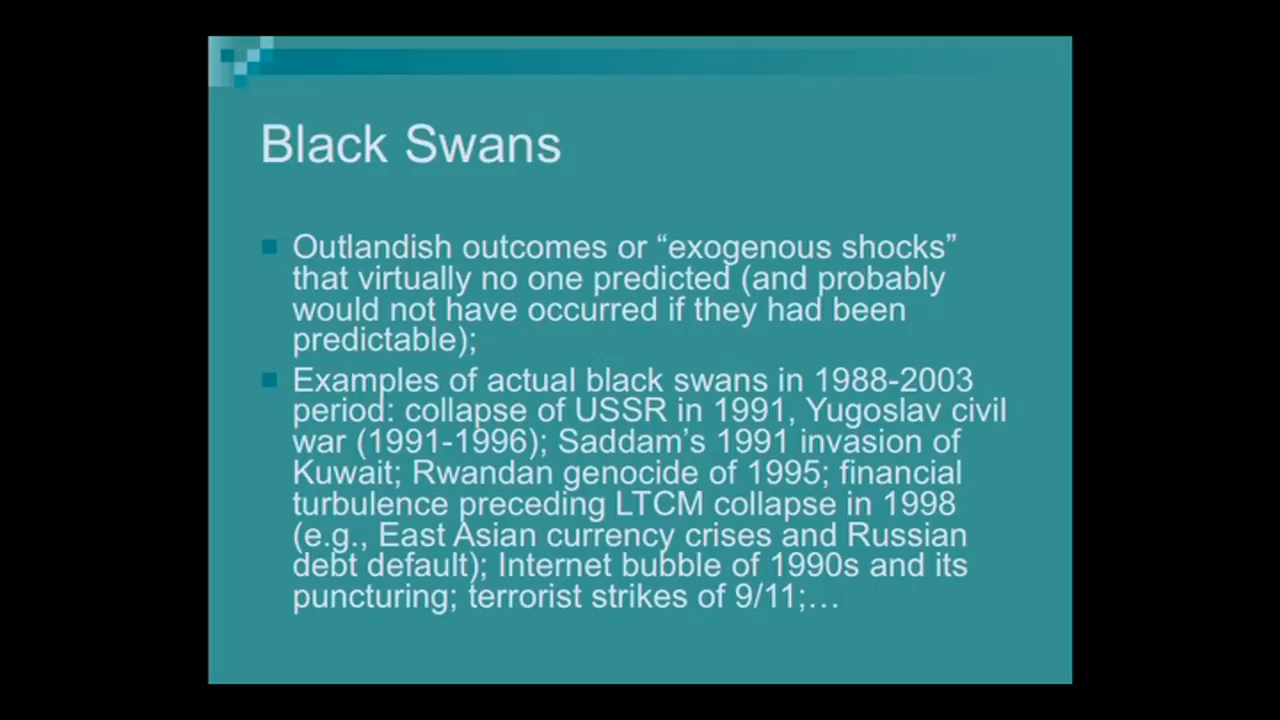 Black Swans
Outlandish outcomes or “exogenous shocks”
that virtually no one predicted (and probably
would not have occurred if they had been
predictable);
Examples of actual black swans in 1988-2003
period: collapse of USSR in 1991, Yugoslav civil
war (1991-1996); Saddam’s 1991 invasion of
Kuwait; Rwandan genocide of 1995; financial
turbulence preceding LTCM collapse in 1998
(e.g., East Asian currency crises and Russian
debt default); Internet bubble of 1990s and its
puncturing; terrorist strikes of 9/11;…